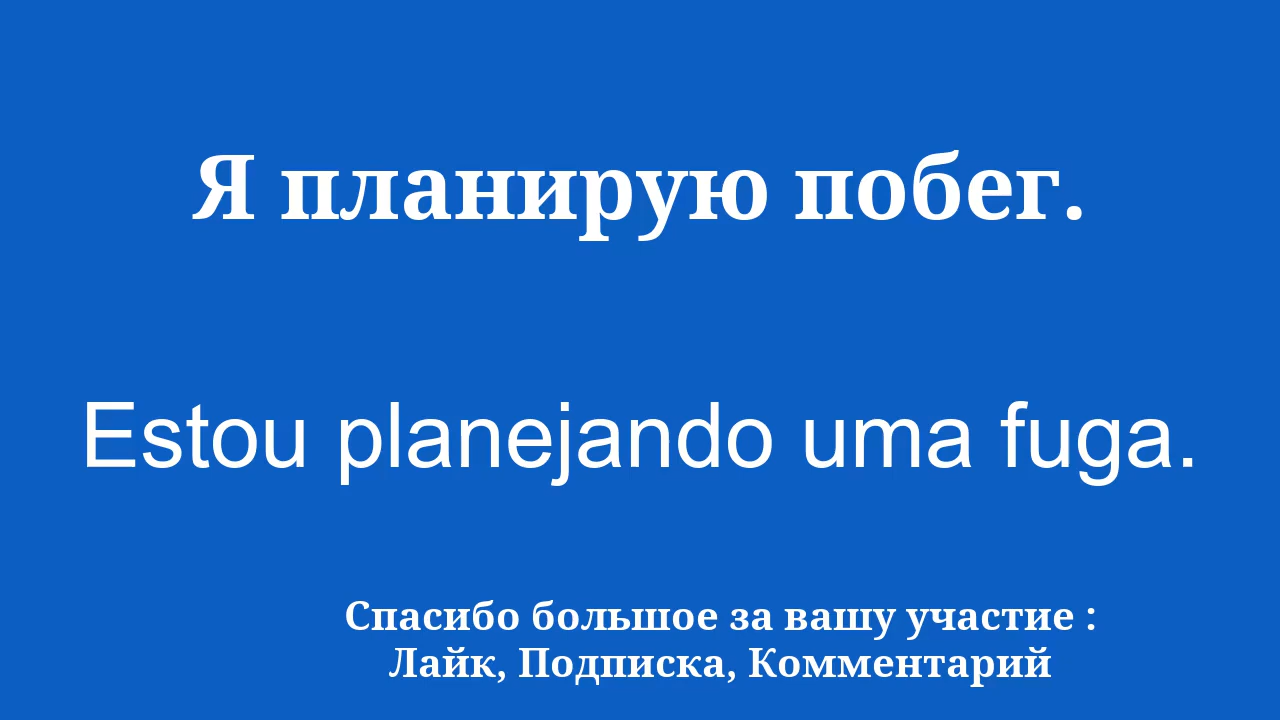 Я планирую побег.
Estou planejando uma fuga.
Спасибо большое за вашу участие :
Лайк, Подписка, Комментарий